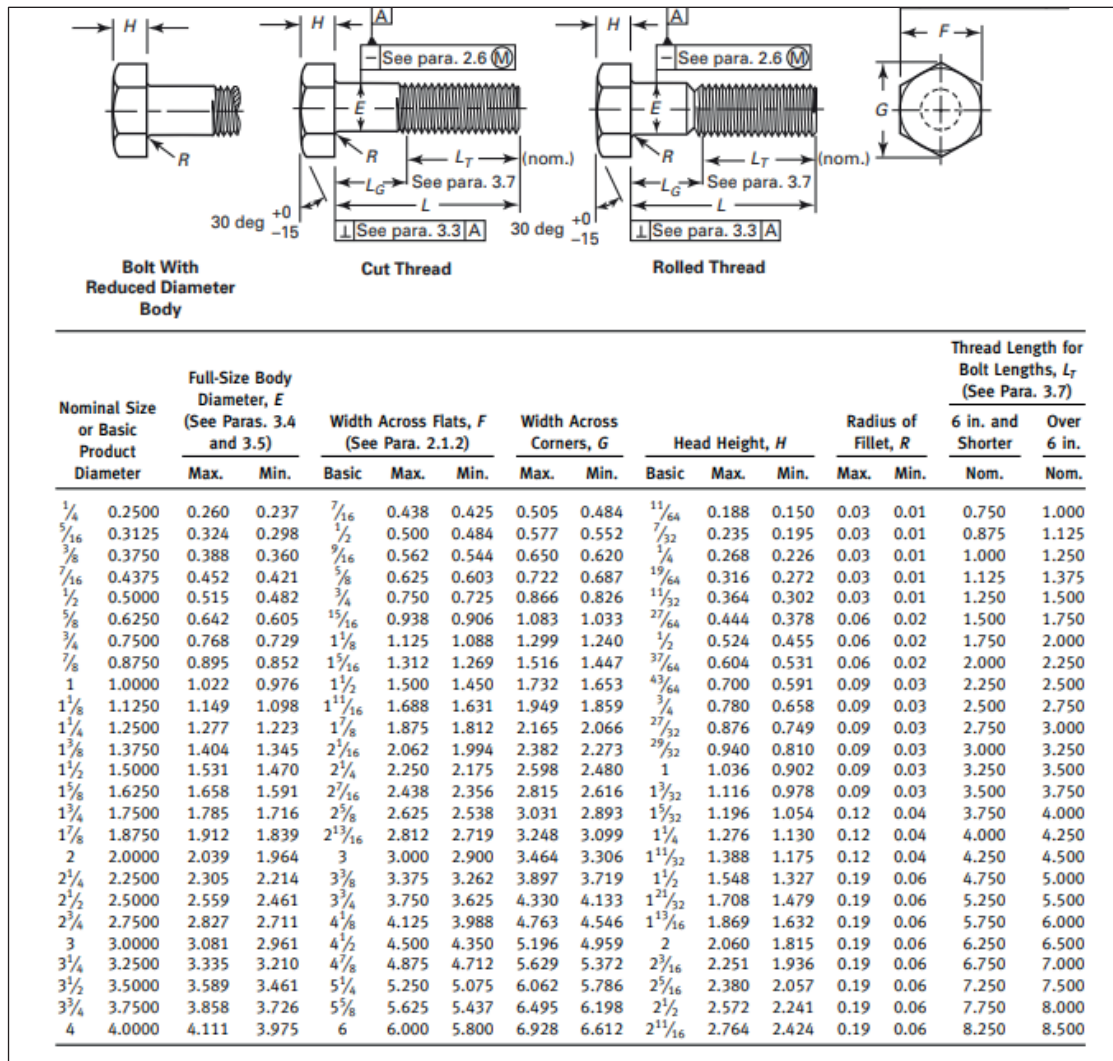 H H A H A F
– See para. 2.6 Ⓜ – See para. 2.6 Ⓜ
E E G
R R LT (nom.) R LT (nom.)
LG See para. 3.7 LG See para. 3.7
L L
30 deg +0 –15 ⊥ See para. 3.3 A 30 deg +0 –15 ⊥ See para. 3.3 A
Bolt With Cut Thread Rolled Thread
Reduced Diameter
Body
Thread Length for
Full-Size Body Bolt Lengths, LT
Diameter, E (See Para. 3.7)
Nominal Size (See Paras. 3.4 Width Across Flats, F Width Across Radius of 6 in. and Over
or Basic and 3.5) (See Para. 2.1.2) Corners, G Head Height, H Fillet, R Shorter 6 in.
Product
Diameter Max. Min. Basic Max. Min. Max. Min. Basic Max. Min. Max. Min. Nom. Nom.
1/4 0.2500 0.260 0.237 7/16 0.438 0.425 0.505 0.484 11/64 0.188 0.150 0.03 0.01 0.750 1.000
5/16 0.3125 0.324 0.298 1/2 0.500 0.484 0.577 0.552 7/32 0.235 0.195 0.03 0.01 0.875 1.125
3/8 0.3750 0.388 0.360 9/16 0.562 0.544 0.650 0.620 1/4 0.268 0.226 0.03 0.01 1.000 1.250
7/16 0.4375 0.452 0.421 5/8 0.625 0.603 0.722 0.687 19/64 0.316 0.272 0.03 0.01 1.125 1.375
1/2 0.5000 0.515 0.482 3/4 0.750 0.725 0.866 0.826 11/32 0.364 0.302 0.03 0.01 1.250 1.500
5/8 0.6250 0.642 0.605 15/16 0.938 0.906 1.083 1.033 27/64 0.444 0.378 0.06 0.02 1.500 1.750
3/4 0.7500 0.768 0.729 1 1/8 1.125 1.088 1.299 1.240 1/2 0.524 0.455 0.06 0.02 1.750 2.000
7/8 0.8750 0.895 0.852 1 5/16 1.312 1.269 1.516 1.447 37/64 0.604 0.531 0.06 0.02 2.000 2.250
1 1.0000 1.022 0.976 1 1/2 1.500 1.450 1.732 1.653 43/64 0.700 0.591 0.09 0.03 2.250 2.500
1 1/8 1.1250 1.149 1.098 1 11/16 1.688 1.631 1.949 1.859 3/4 0.780 0.658 0.09 0.03 2.500 2.750
1 1/4 1.2500 1.277 1.223 1 7/8 1.875 1.812 2.165 2.066 27/32 0.876 0.749 0.09 0.03 2.750 3.000
1 3/8 1.3750 1.404 1.345 2 1/16 2.062 1.994 2.382 2.273 29/32 0.940 0.810 0.09 0.03 3.000 3.250
1 1/2 1.5000 1.531 1.470 2 1/4 2.250 2.175 2.598 2.480 1 1.036 0.902 0.09 0.03 3.250 3.500
1 5/8 1.6250 1.658 1.591 2 7/16 2.438 2.356 2.815 2.616 1 3/32 1.116 0.978 0.09 0.03 3.500 3.750
1 3/4 1.7500 1.785 1.716 2 5/8 2.625 2.538 3.031 2.893 1 5/32 1.196 1.054 0.12 0.04 3.750 4.000
1 7/8 1.8750 1.912 1.839 2 13/16 2.812 2.719 3.248 3.099 1 1/4 1.276 1.130 0.12 0.04 4.000 4.250
2 2.0000 2.039 1.964 3 3.000 2.900 3.464 3.306 1 11/32 1.388 1.175 0.12 0.04 4.250 4.500
2 1/4 2.2500 2.305 2.214 3 3/8 3.375 3.262 3.897 3.719 1 1/2 1.548 1.327 0.19 0.06 4.750 5.000
2 1/2 2.5000 2.559 2.461 3 3/4 3.750 3.625 4.330 4.133 1 21/32 1.708 1.479 0.19 0.06 5.250 5.500
2 3/4 2.7500 2.827 2.711 4 1/8 4.125 3.988 4.763 4.546 1 13/16 1.869 1.632 0.19 0.06 5.750 6.000
3 3.0000 3.081 2.961 4 1/2 4.500 4.350 5.196 4.959 2 2.060 1.815 0.19 0.06 6.250 6.500
3 1/4 3.2500 3.335 3.210 4 7/8 4.875 4.712 5.629 5.372 2 3/16 2.251 1.936 0.19 0.06 6.750 7.000
3 1/2 3.5000 3.589 3.461 5 1/4 5.250 5.075 6.062 5.786 2 5/16 2.380 2.057 0.19 0.06 7.250 7.500
3 3/4 3.7500 3.858 3.726 5 5/8 5.625 5.437 6.495 6.198 2 1/2 2.572 2.241 0.19 0.06 7.750 8.000
4 4.0000 4.111 3.975 6 6.000 5.800 6.928 6.612 2 11/16 2.764 2.424 0.19 0.06 8.250 8.500